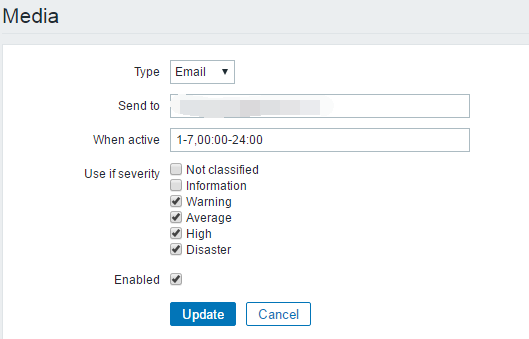 Media
Type Email
Send to
When active 1-7,00:00-24:00
Use if severity Not classified
Information
Warning
Average
High
Disaster
Enabled
Update Cancel